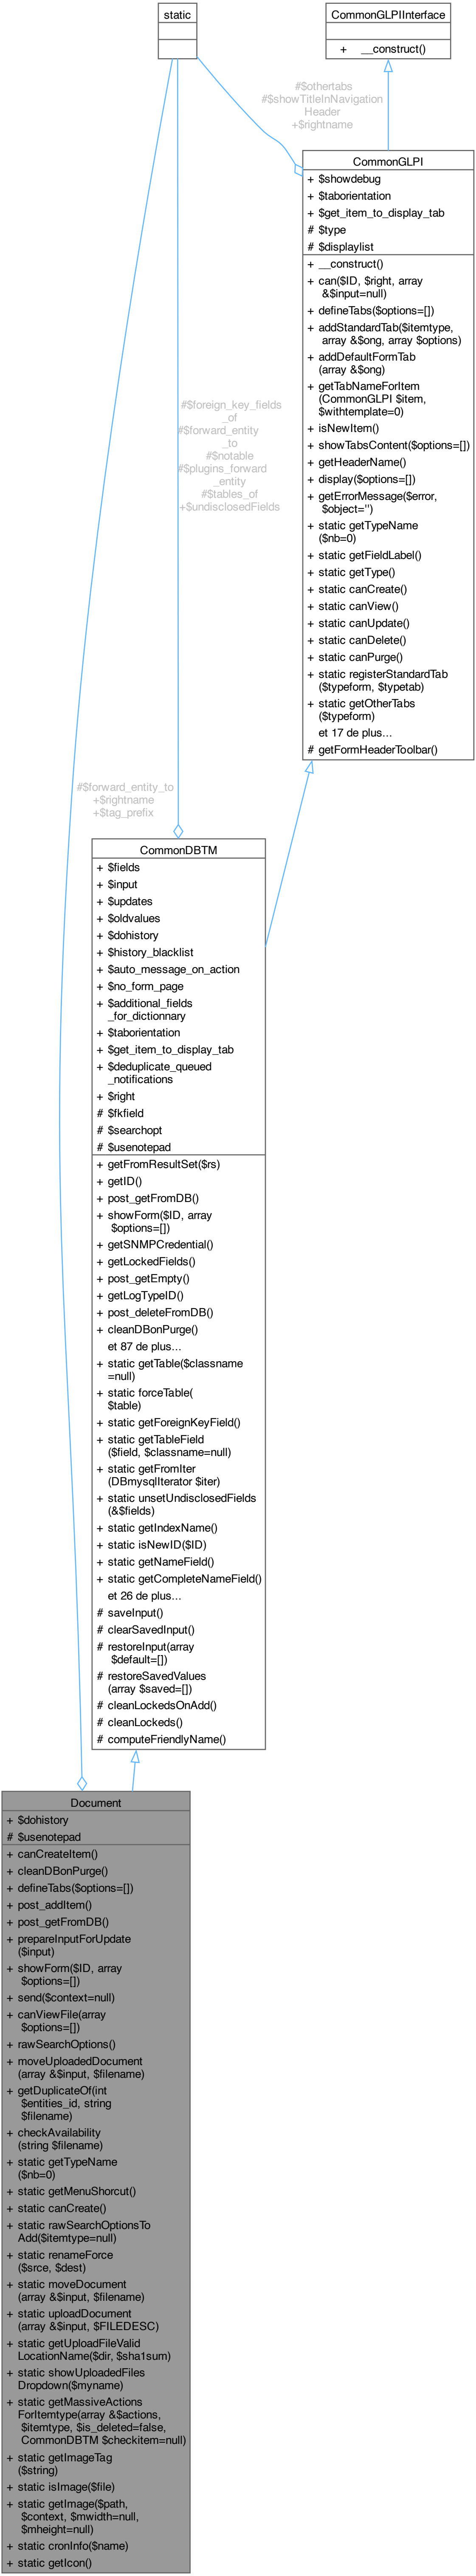 static
CommonGLPIInterface
+ __construct()
#$othertabs
#$showTitleInNavigation
Header
+$rightname
CommonGLPI
+ $showdebug
+ $taborientation
+ $get_item_to_display_tab
# $type
# $displaylist
+ __construct()
+ can($ID, $right, array
&$input=null)
+ defineTabs($options=[])
+ addStandardTab($itemtype,
array &$ong, array $options)
+ addDefaultFormTab
(array &$ong)
+ getTabNameForItem
(CommonGLPI $item,
$withtemplate=0)
+ isNewItem()
+ showTabsContent($options=[])
+ getHeaderName()
+ display($options=[])
+ getErrorMessage($error,
$object='')
+ static getTypeName
($nb=0)
+ static getFieldLabel()
+ static getType()
+ static canCreate()
+ static canView()
+ static canUpdate()
+ static canDelete()
+ static canPurge()
+ static registerStandardTab
($typeform, $typetab)
+ static getOtherTabs
($typeform)
et 17 de plus...
# getFormHeaderToolbar()
#$foreign_key_fields
_of
#$forward_entity
_to
#$notable
#$plugins_forward
_entity
#$tables_of
+$undisclosedFields
#$forward_entity_to
+$rightname
+$tag_prefix
CommonDBTM
+ $fields
+ $input
+ $updates
+ $oldvalues
+ $dohistory
+ $history_blacklist
+ $auto_message_on_action
+ $no_form_page
+ $additional_fields
_for_dictionnary
+ $taborientation
+ $get_item_to_display_tab
+ $deduplicate_queued
_notifications
+ $right
# $fkfield
# $searchopt
# $usenotepad
+ getFromResultSet($rs)
+ getID()
+ post_getFromDB()
+ showForm($ID, array
$options=[])
+ getSNMPCredential()
+ getLockedFields()
+ post_getEmpty()
+ getLogTypeID()
+ post_deleteFromDB()
+ cleanDBonPurge()
et 87 de plus...
+ static getTable($classname
=null)
+ static forceTable(
$table)
+ static getForeignKeyField()
+ static getTableField
($field, $classname=null)
+ static getFromIter
(DBmysqlIterator $iter)
+ static unsetUndisclosedFields
(&$fields)
+ static getIndexName()
+ static isNewID($ID)
+ static getNameField()
+ static getCompleteNameField()
et 26 de plus...
# saveInput()
# clearSavedInput()
# restoreInput(array
$default=[])
# restoreSavedValues
(array $saved=[])
# cleanLockedsOnAdd()
# cleanLockeds()
# computeFriendlyName()
Document
+ $dohistory
# $usenotepad
+ canCreateItem()
+ cleanDBonPurge()
+ defineTabs($options=[])
+ post_addItem()
+ post_getFromDB()
+ prepareInputForUpdate
($input)
+ showForm($ID, array
$options=[])
+ send($context=null)
+ canViewFile(array
$options=[])
+ rawSearchOptions()
+ moveUploadedDocument
(array &$input, $filename)
+ getDuplicateOf(int
$entities_id, string
$filename)
+ checkAvailability
(string $filename)
+ static getTypeName
($nb=0)
+ static getMenuShorcut()
+ static canCreate()
+ static rawSearchOptionsTo
Add($itemtype=null)
+ static renameForce
($srce, $dest)
+ static moveDocument
(array &$input, $filename)
+ static uploadDocument
(array &$input, $FILEDESC)
+ static getUploadFileValid
LocationName($dir, $sha1sum)
+ static showUploadedFiles
Dropdown($myname)
+ static getMassiveActions
ForItemtype(array &$actions,
$itemtype, $is_deleted=false,
CommonDBTM $checkitem=null)
+ static getImageTag
($string)
+ static isImage($file)
+ static getImage($path,
$context, $mwidth=null,
$mheight=null)
+ static cronInfo($name)
+ static getIcon()